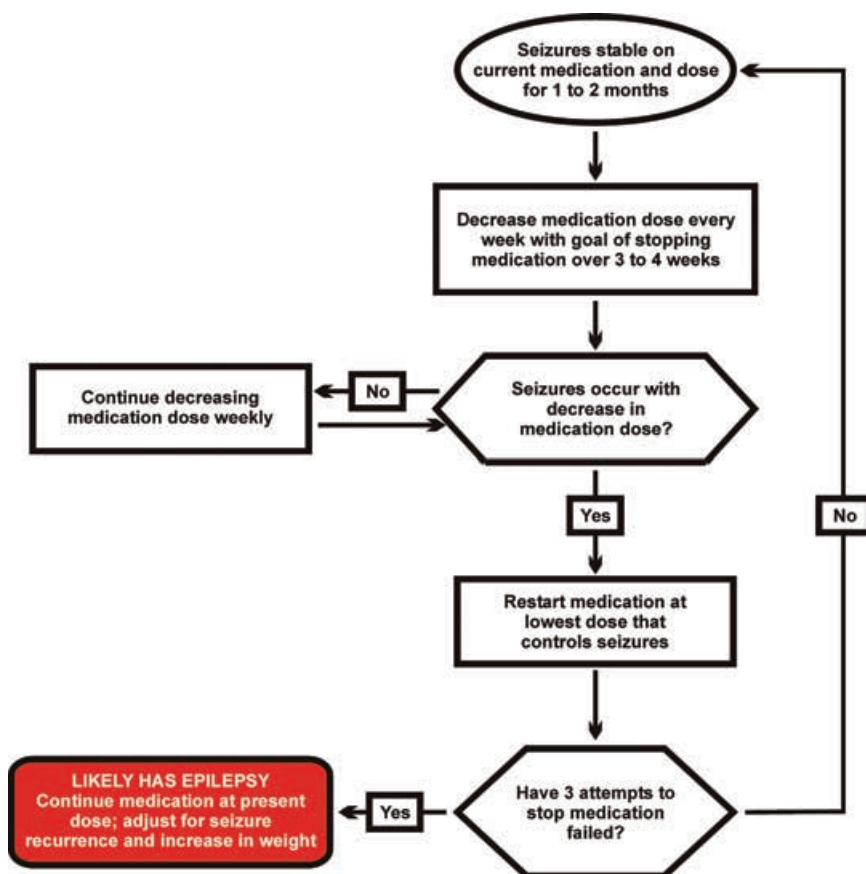 Seizures stable on
current medication and dose
for 1 to 2 months
Decrease medication dose every
week with goal of stopping
medication over 3 to 4 weeks
Seizures occur with
decrease in
medication dose?
No
Continue decreasing
medication dose weekly
Yes
Restart medication at
lowest dose that
controls seizures
Have 3 attempts to
stop medication
failed?
No
Yes
LIKELY HAS EPILEPSY
Continue medication at present
dose; adjust for seizure
recurrence and increase in weight